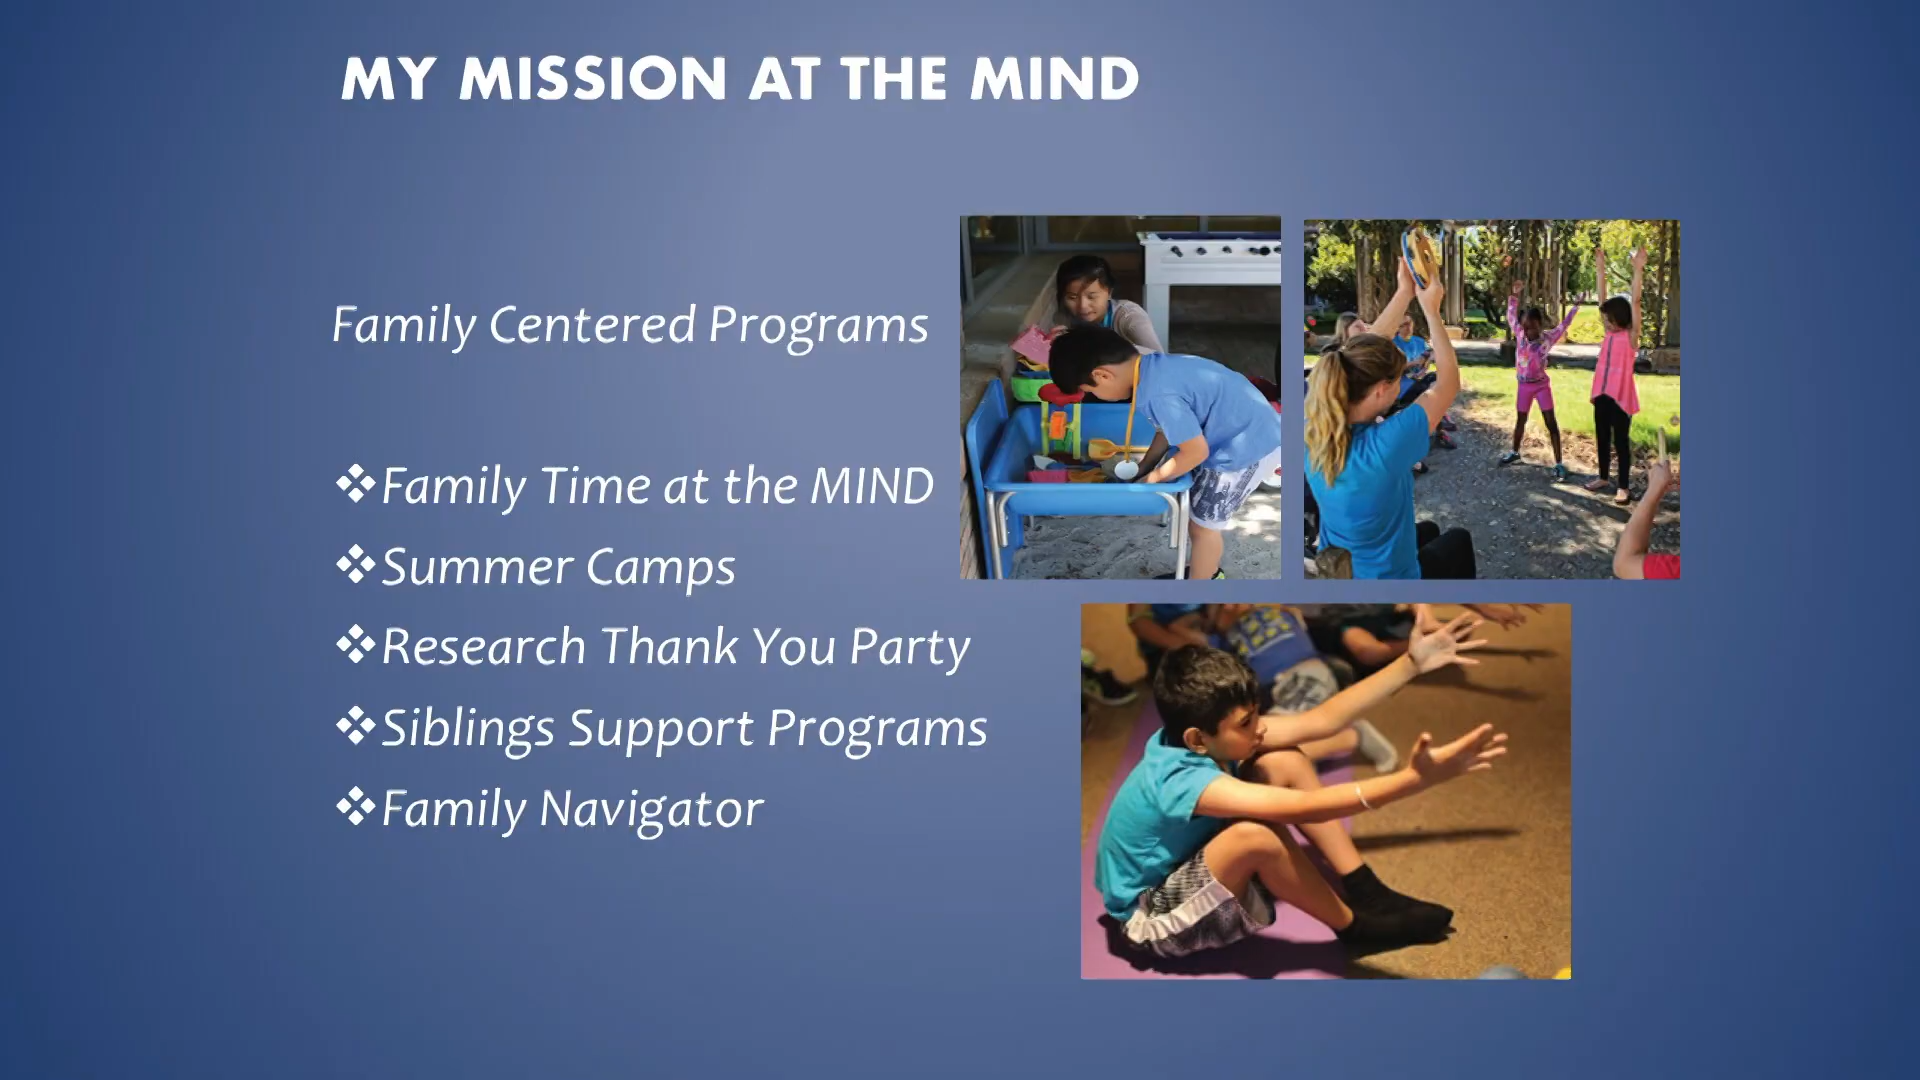 MY MISSION AT THE MIND
Family Centered Programs
❖Family Time at the MIND
❖Summer Camps
❖Research Thank You Party
❖Siblings Support Programs
❖Family Navigator